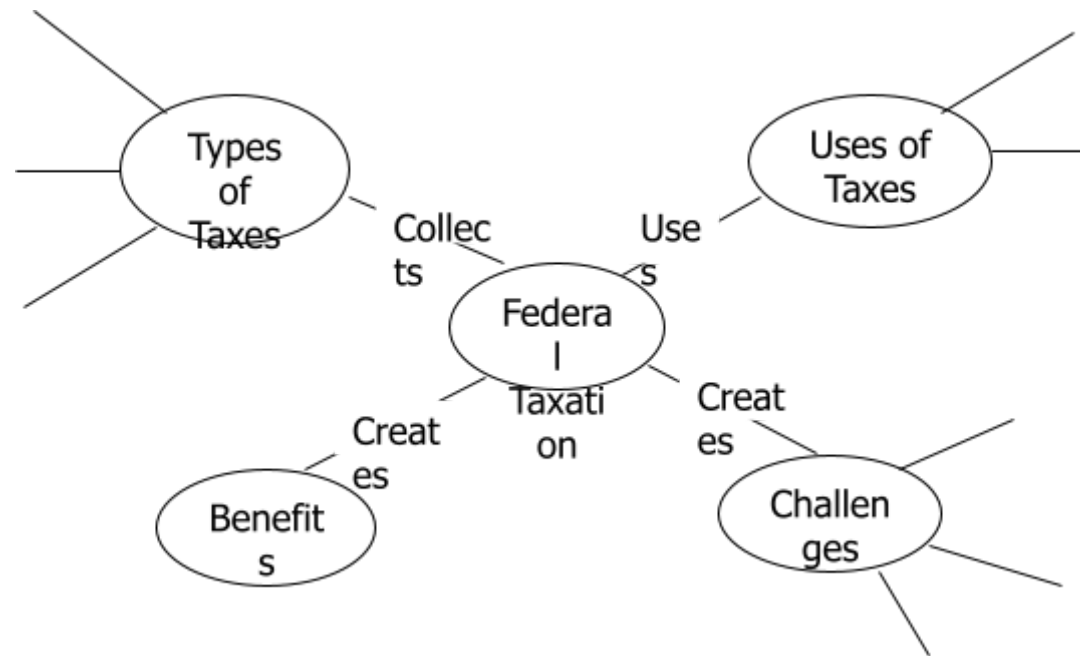 Types
of
Taxes
Uses of
Taxes
Collec
ts
Use
s
Federa
l
Taxati
on
Creat
es
Creat
es
Benefit
s
Challen
ges